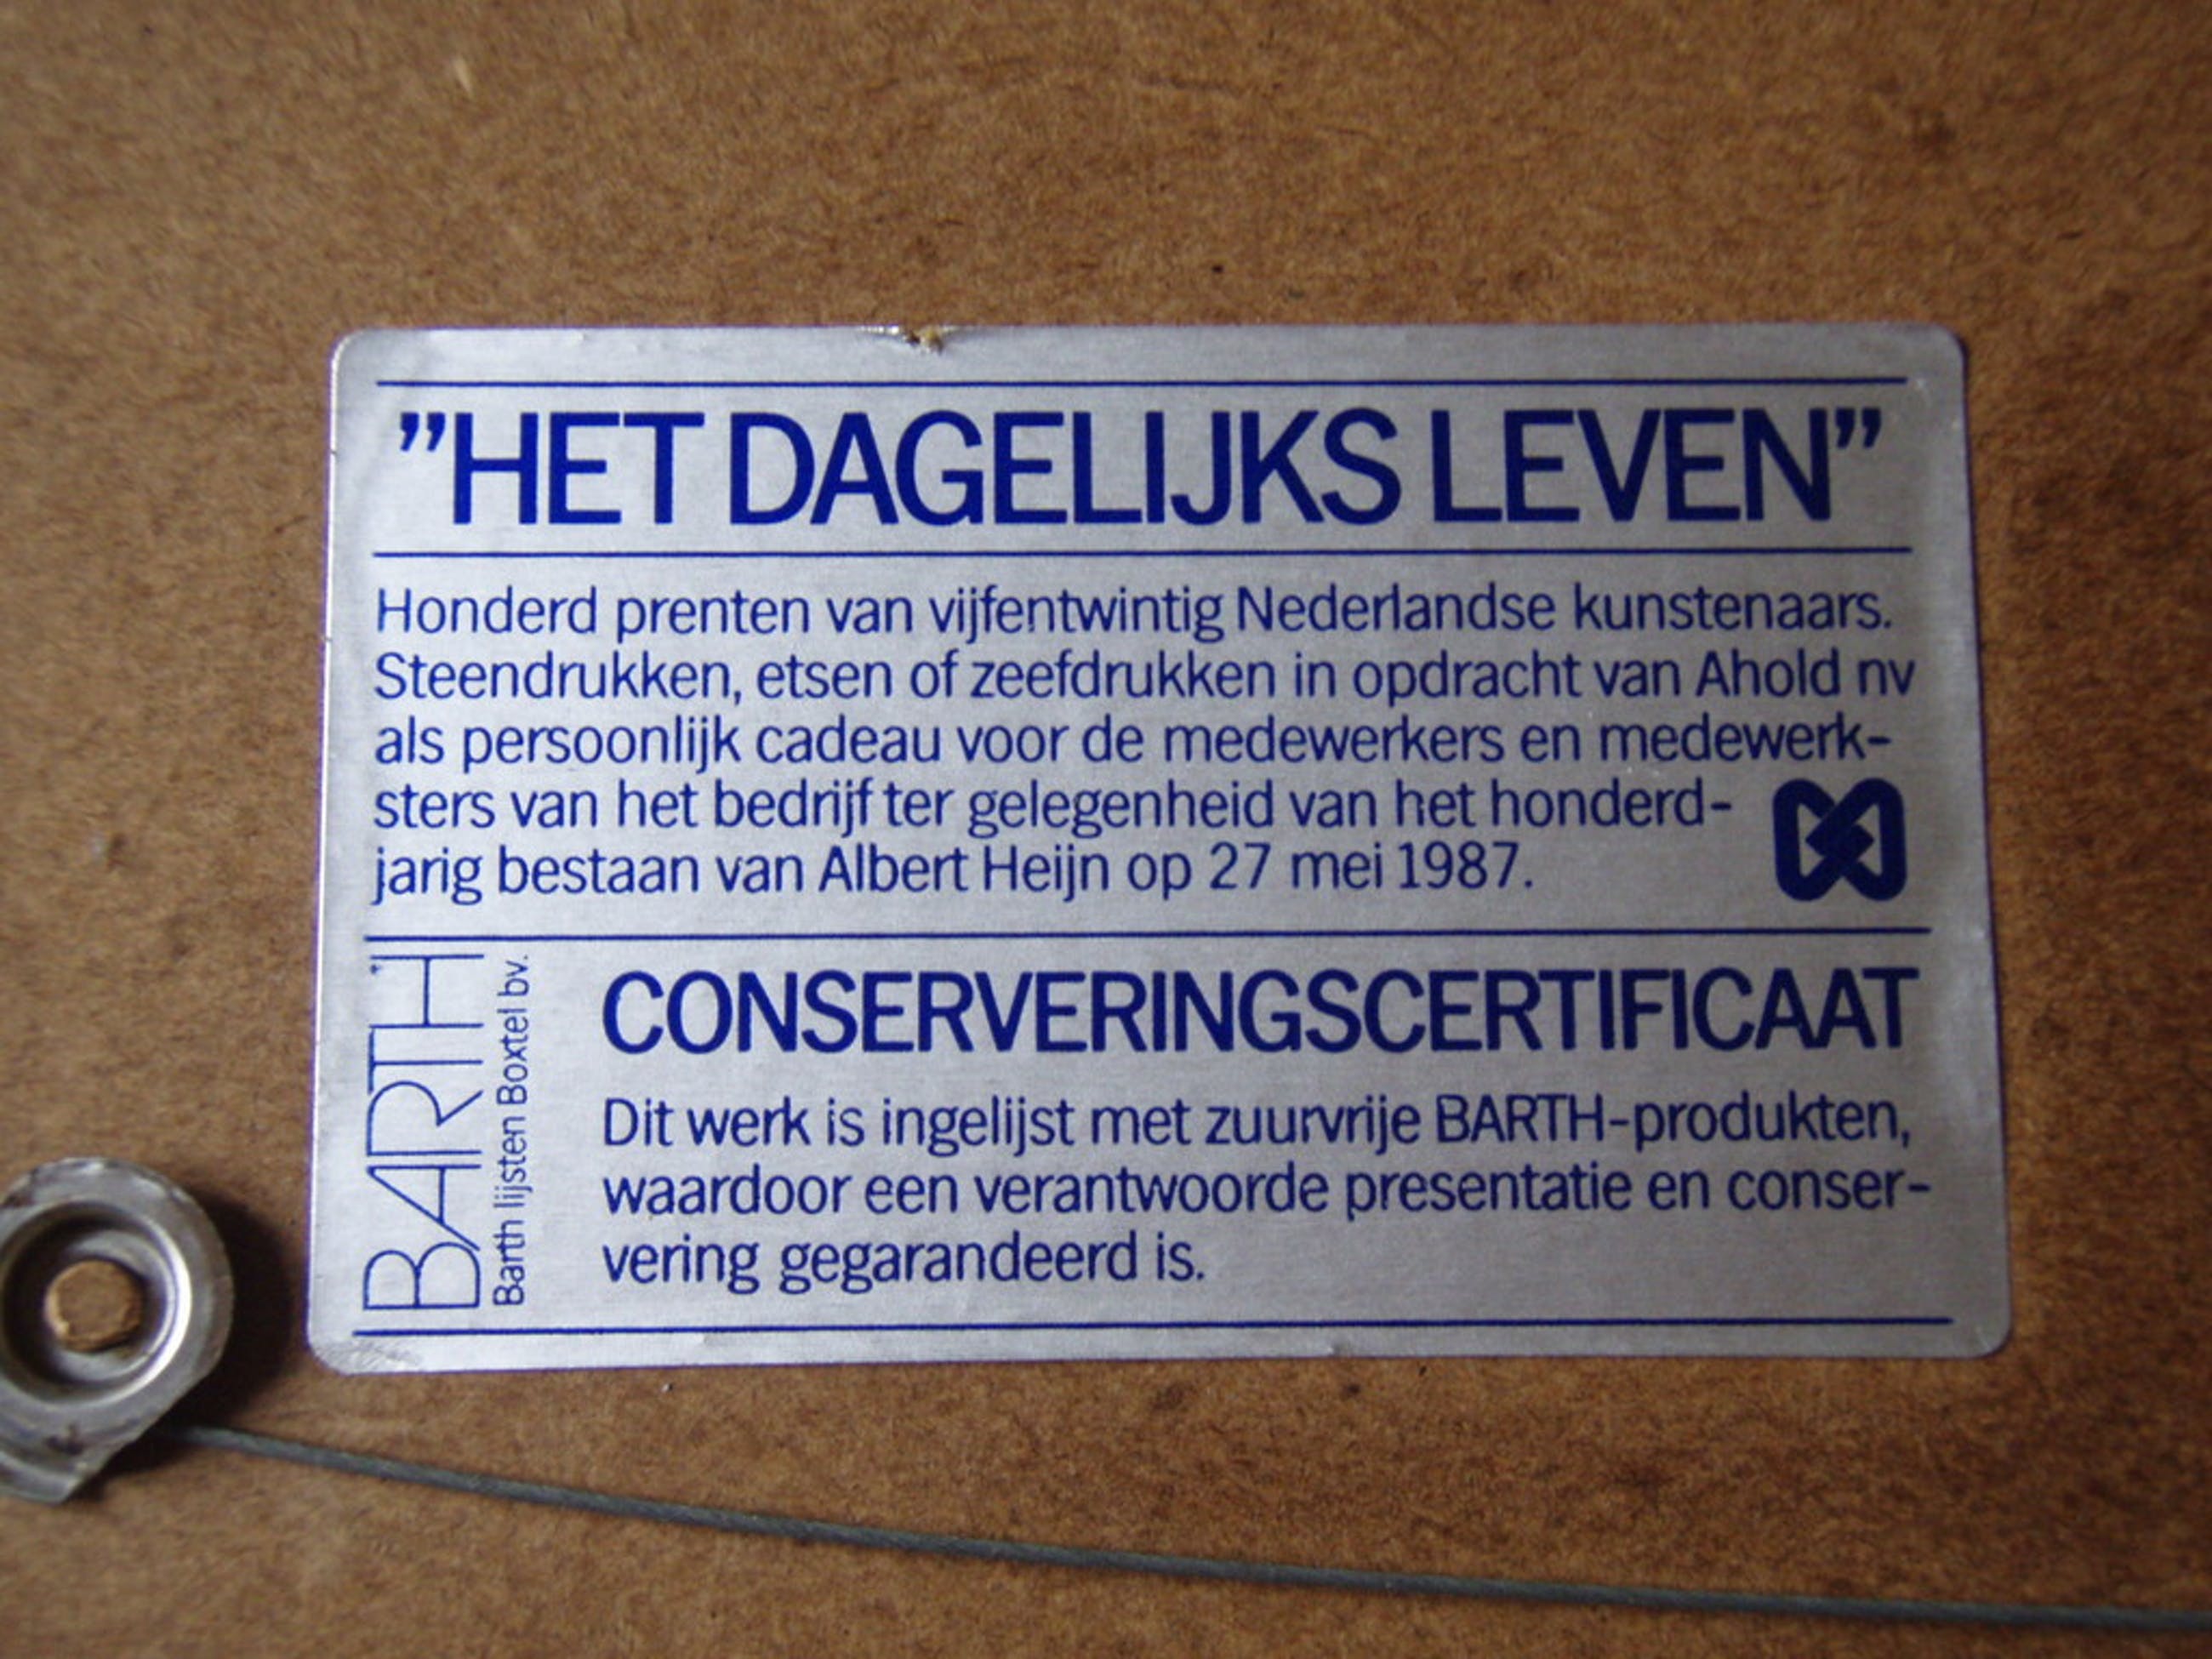 ”HET DAGELIJKS LEVEN”
Honderd prenten van vijfentwintig Nederlandse kunstenaars.
Steendrukken, etsen of zeefdrukken in opdracht van Ahold nv
als persoonlijk cadeau voor de medewerkers en medewerk-
sters van het bedrijf ter gelegenheid van het honderd-
jarig bestaan van Albert Heijn op 27 mei 1987.
BARTH
Barth lijsten Boxtel bv.
CONSERVERINGSCERTIFICAAT
Dit werk is ingelijst met zuurvrije BARTH-produkten,
waardoor een verantwoorde presentatie en conser-
vering gegarandeerd is.